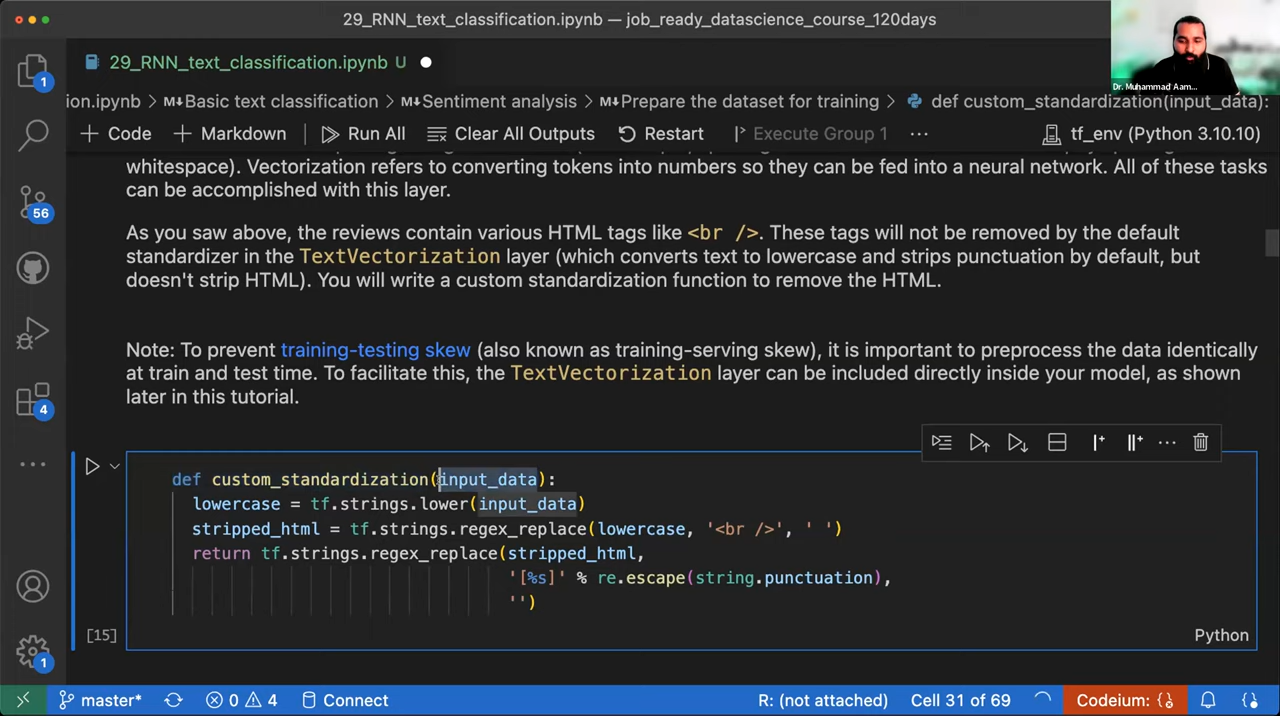 29_RNN_text_classification.ipynb — job_ready_datascience_course_120days
Dr. Muhammad Aam...
1
29_RNN_text_classification.ipynb U
ion.ipynb > M↓Basic text classification > M↓Sentiment analysis > M↓Prepare the dataset for training > def custom_standardization(input_data):
+ Code + Markdown Run All Clear All Outputs Restart Execute Group 1 ... tf_env (Python 3.10.10)
whitespace). Vectorization refers to converting tokens into numbers so they can be fed into a neural network. All of these tasks
can be accomplished with this layer.
56
As you saw above, the reviews contain various HTML tags like <br />. These tags will not be removed by the default
standardizer in the TextVectorization layer (which converts text to lowercase and strips punctuation by default, but
doesn't strip HTML). You will write a custom standardization function to remove the HTML.
Note: To prevent training-testing skew (also known as training-serving skew), it is important to preprocess the data identically
at train and test time. To facilitate this, the TextVectorization layer can be included directly inside your model, as shown
later in this tutorial.
4
def custom_standardization(input_data):
lowercase = tf.strings.lower(input_data)
stripped_html = tf.strings.regex_replace(lowercase, '<br />', ' ')
return tf.strings.regex_replace(stripped_html,
'[%s]' % re.escape(string.punctuation),
'')
[15] Python
1
master* 0 4 Connect R: (not attached) Cell 31 of 69 Codeium: {}